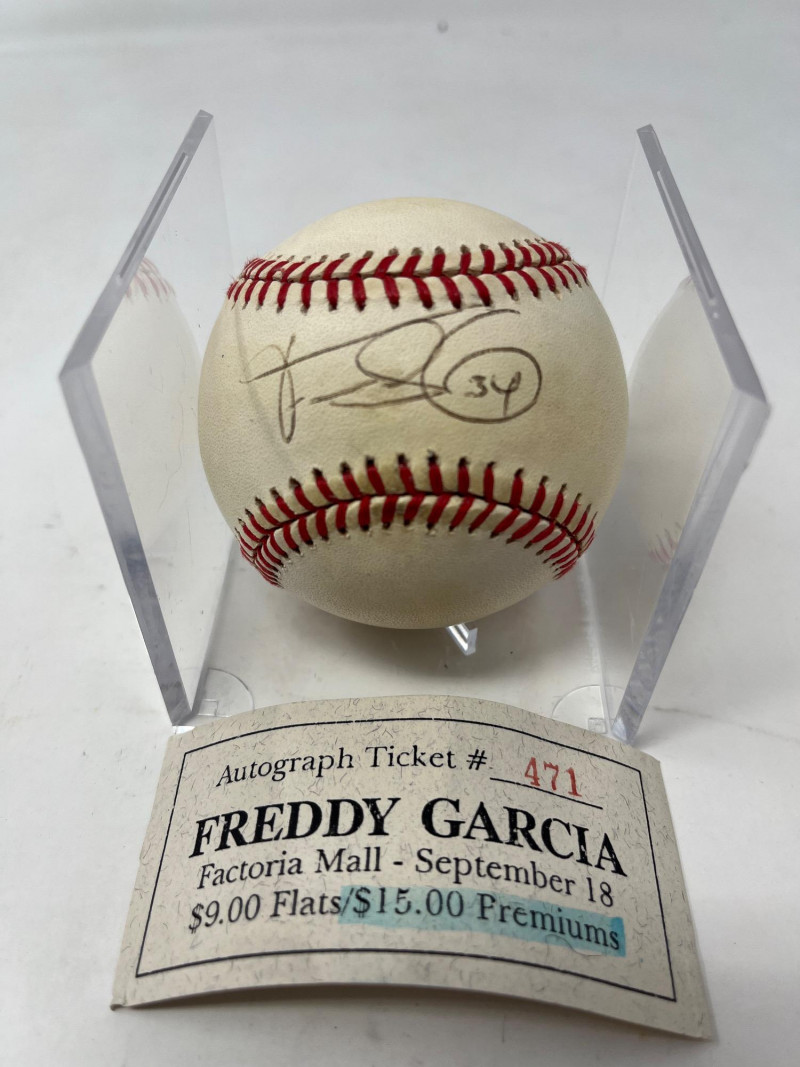 34
Autograph Ticket # 471
FREDDY GARCIA
Factoria Mall - September 18
$9.00 Flats/$15.00 Premiums